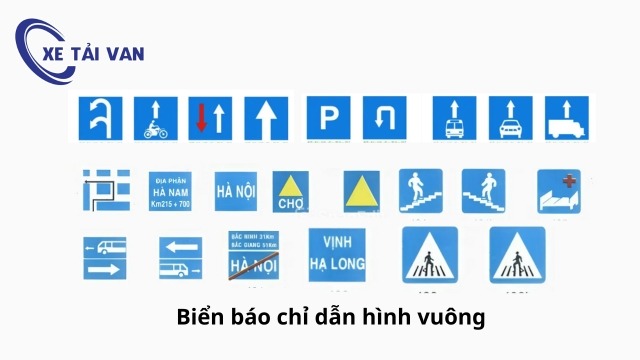 XE TẢI VAN
P
ĐỊA PHẬN
HÀ NAM
Km215 + 700
HÀ NỘI
CHỢ
BẮC NINH 21Km
BẮC GIANG 51Km
HÀ NỘI
VỊNH
HẠ LONG
Biển báo chỉ dẫn hình vuông